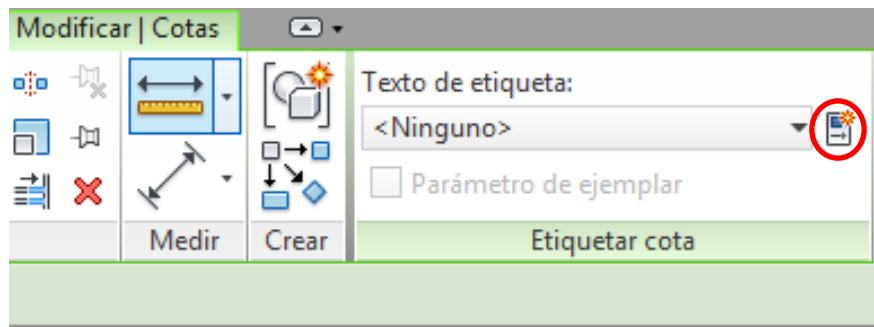 Modificar | Cotas
Texto de etiqueta:
<Ninguno>
Parámetro de ejemplar
Medir
Crear
Etiquetar cota